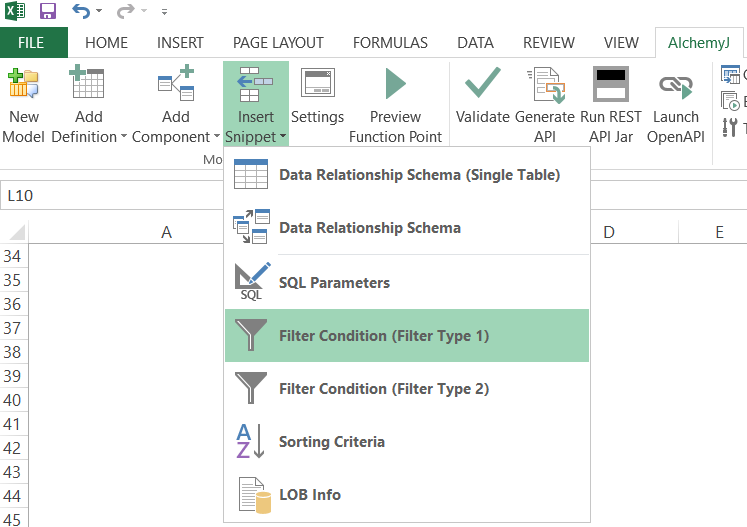 FILE HOME INSERT PAGE LAYOUT FORMULAS DATA REVIEW VIEW AlchemyJ
New Model
Add Definition
Add Component
Insert Snippet
Settings
Preview Function Point
Validate
Generate API
Run REST API Jar
Launch OpenAPI
Mo
L10
A D E
Data Relationship Schema (Single Table)
Data Relationship Schema
SQL
SQL Parameters
Filter Condition (Filter Type 1)
Filter Condition (Filter Type 2)
A
Z
Sorting Criteria
LOB Info
34
35
36
37
38
39
40
41
42
43
44
45